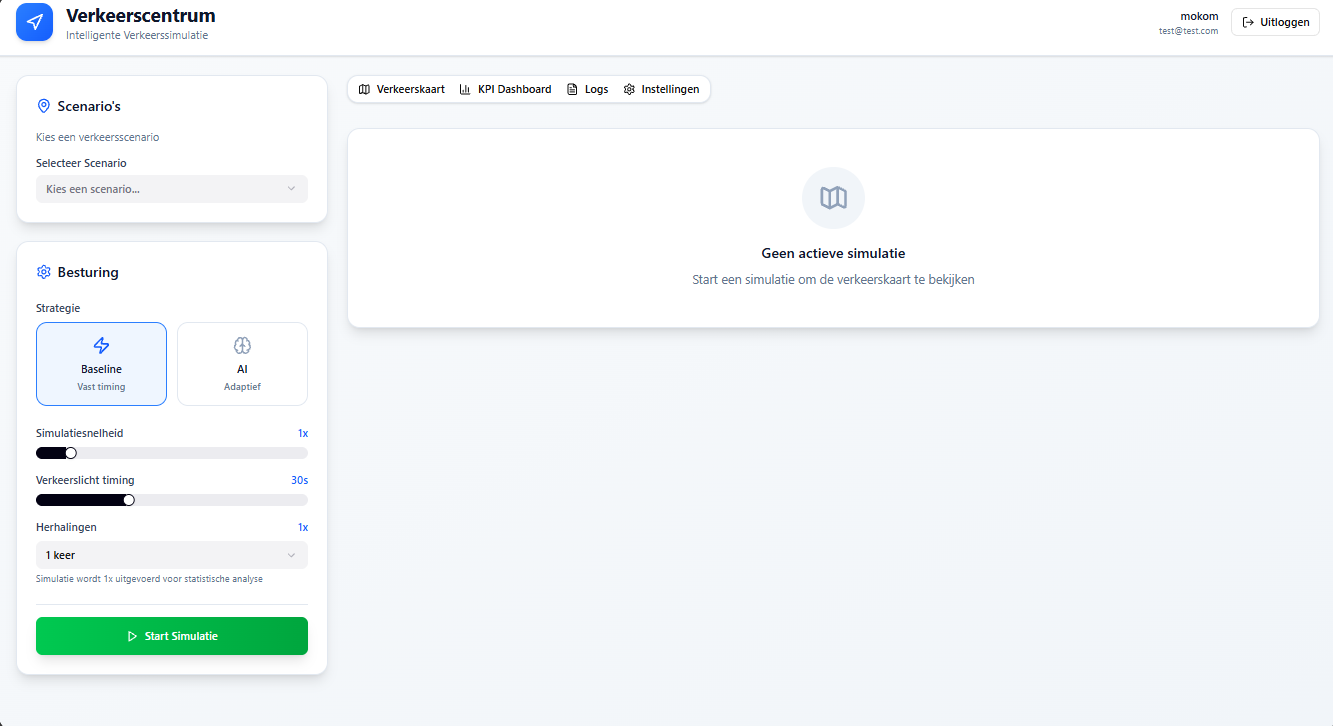 Verkeerscentrum
Intelligente Verkeerssimulatie
mokom
test@test.com
Uitloggen
Scenario's
Kies een verkeersscenario
Selecteer Scenario
Kies een scenario...
Besturing
Strategie
Baseline
Vast timing
AI
Adaptief
Simulatiesnelheid
1x
Verkeerslicht timing
30s
Herhalingen
1x
1 keer
Simulatie wordt 1x uitgevoerd voor statistische analyse
Start Simulatie
Verkeerskaart
KPI Dashboard
Logs
Instellingen
Geen actieve simulatie
Start een simulatie om de verkeerskaart te bekijken